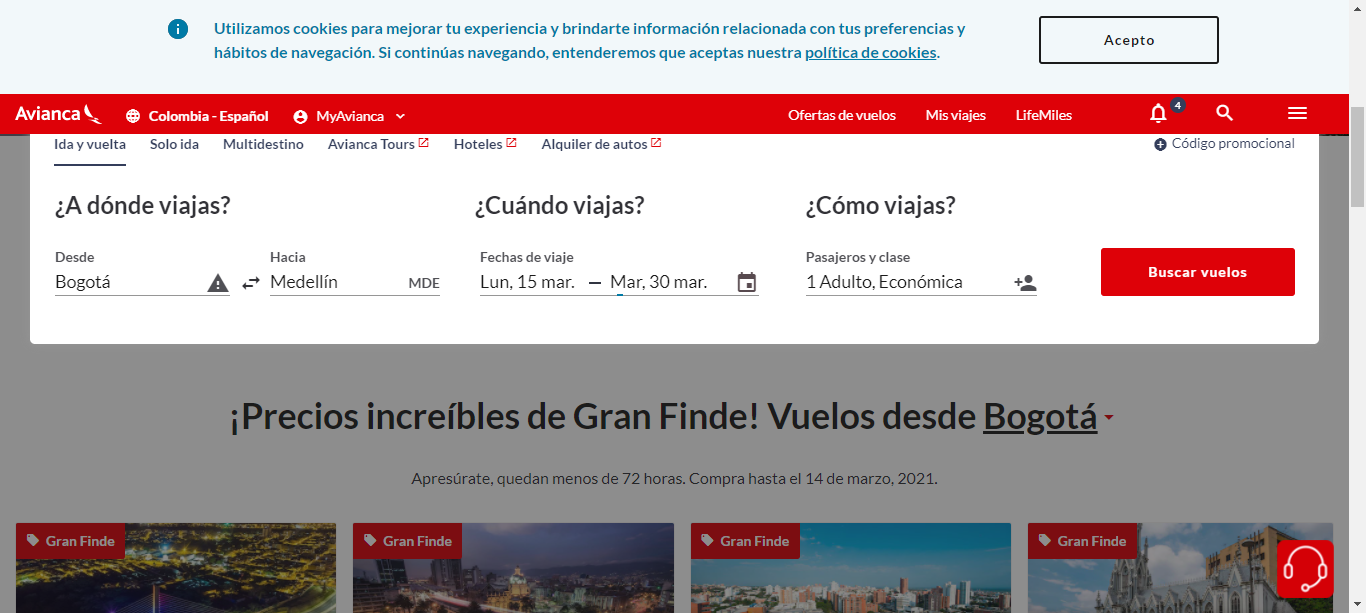 Utilizamos cookies para mejorar tu experiencia y brindarte información relacionada con tus preferencias y
hábitos de navegación. Si continúas navegando, entenderemos que aceptas nuestra política de cookies.
Acepto
Avianca
Colombia - Español
MyAvianca
Ofertas de vuelos
Mis viajes
LifeMiles
4
Ida y vuelta
Solo ida
Multidestino
Avianca Tours
Hoteles
Alquiler de autos
Código promocional
¿A dónde viajas?
¿Cuándo viajas?
¿Cómo viajas?
Desde
Hacia
Fechas de viaje
Pasajeros y clase
Bogotá
Medellín
MDE
Lun, 15 mar. — Mar, 30 mar.
1 Adulto, Económica
Buscar vuelos
¡Precios increíbles de Gran Finde! Vuelos desde Bogotá
Apresúrate, quedan menos de 72 horas. Compra hasta el 14 de marzo, 2021.
Gran Finde
Gran Finde
Gran Finde
Gran Finde